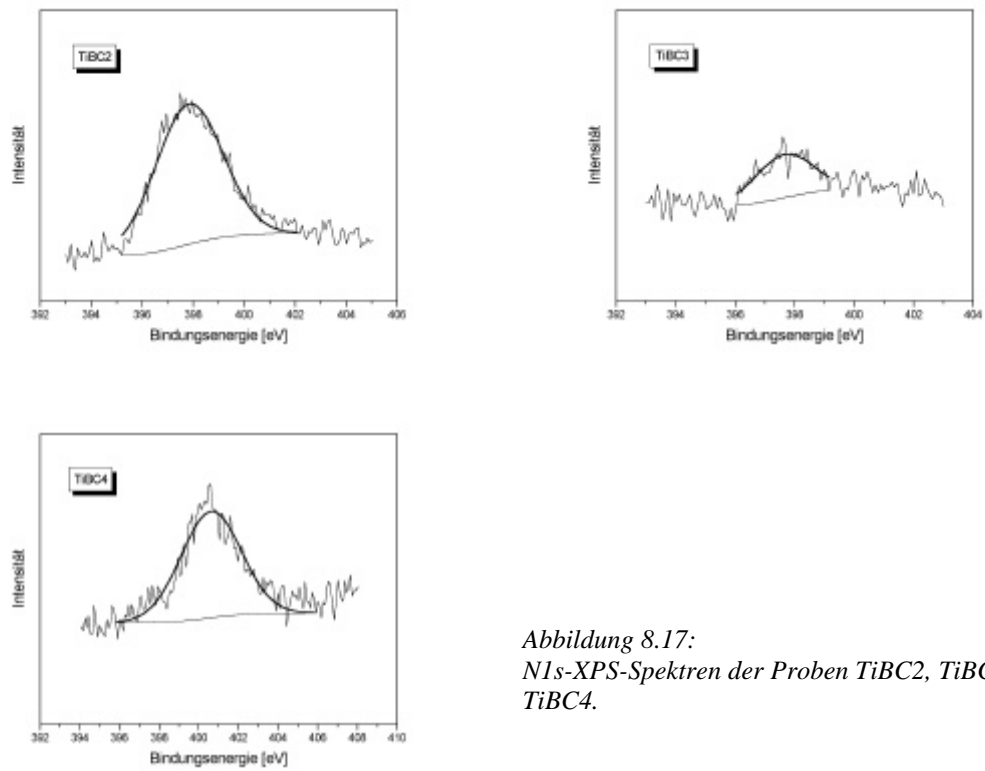 TiBC2
Intensität
392 394 396 398 400 402 404 406
Bindungsenergie [eV]
TiBC3
Intensität
392 394 396 398 400 402 404
Bindungsenergie [eV]
TiBC4
Intensität
392 394 396 398 400 402 404 406 408 410
Bindungsenergie [eV]
Abbildung 8.17:
N1s-XPS-Spektren der Proben TiBC2, TiBC
TiBC4.